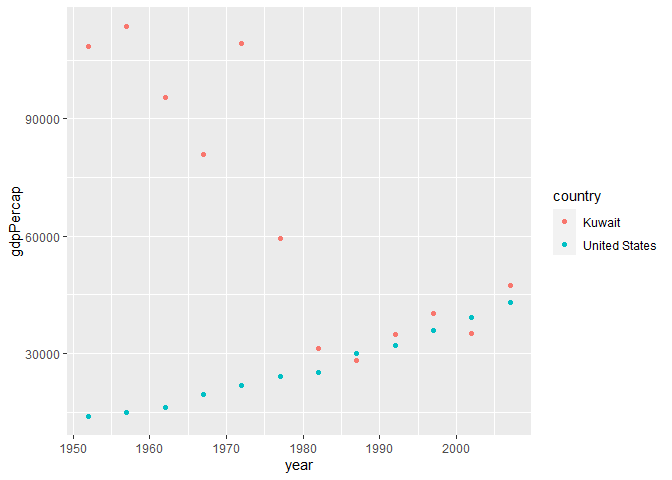 gdpPercap
90000
60000
30000
1950 1960 1970 1980 1990 2000
year
country
Kuwait
United States